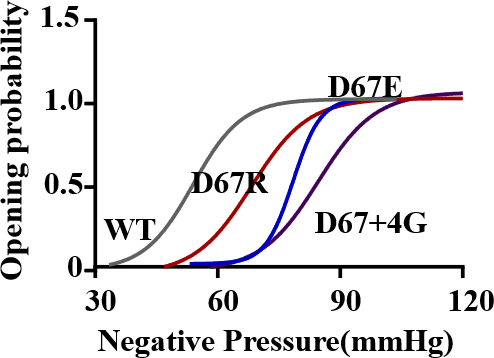 1.5
D67E
1.0
D67R
0.5
WT
D67+4G
0
30
60
90
120
Opening probability
Negative Pressure(mmHg)